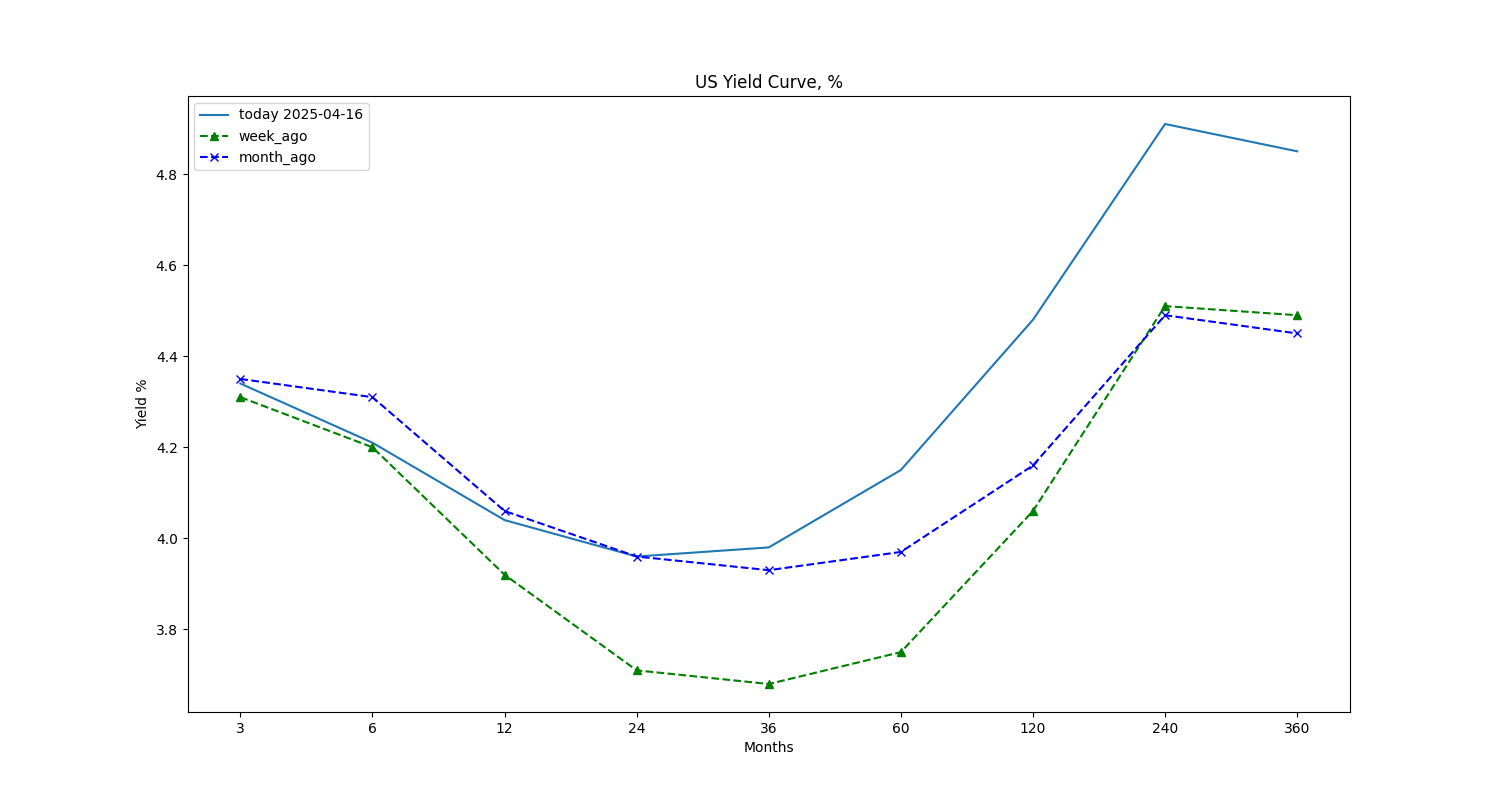 US Yield Curve, %
today 2025-04-16
week_ago
month_ago
4.8
4.6
4.4
4.2
4.0
3.8
Yield %
3 6 12 24 36 60 120 240 360
Months